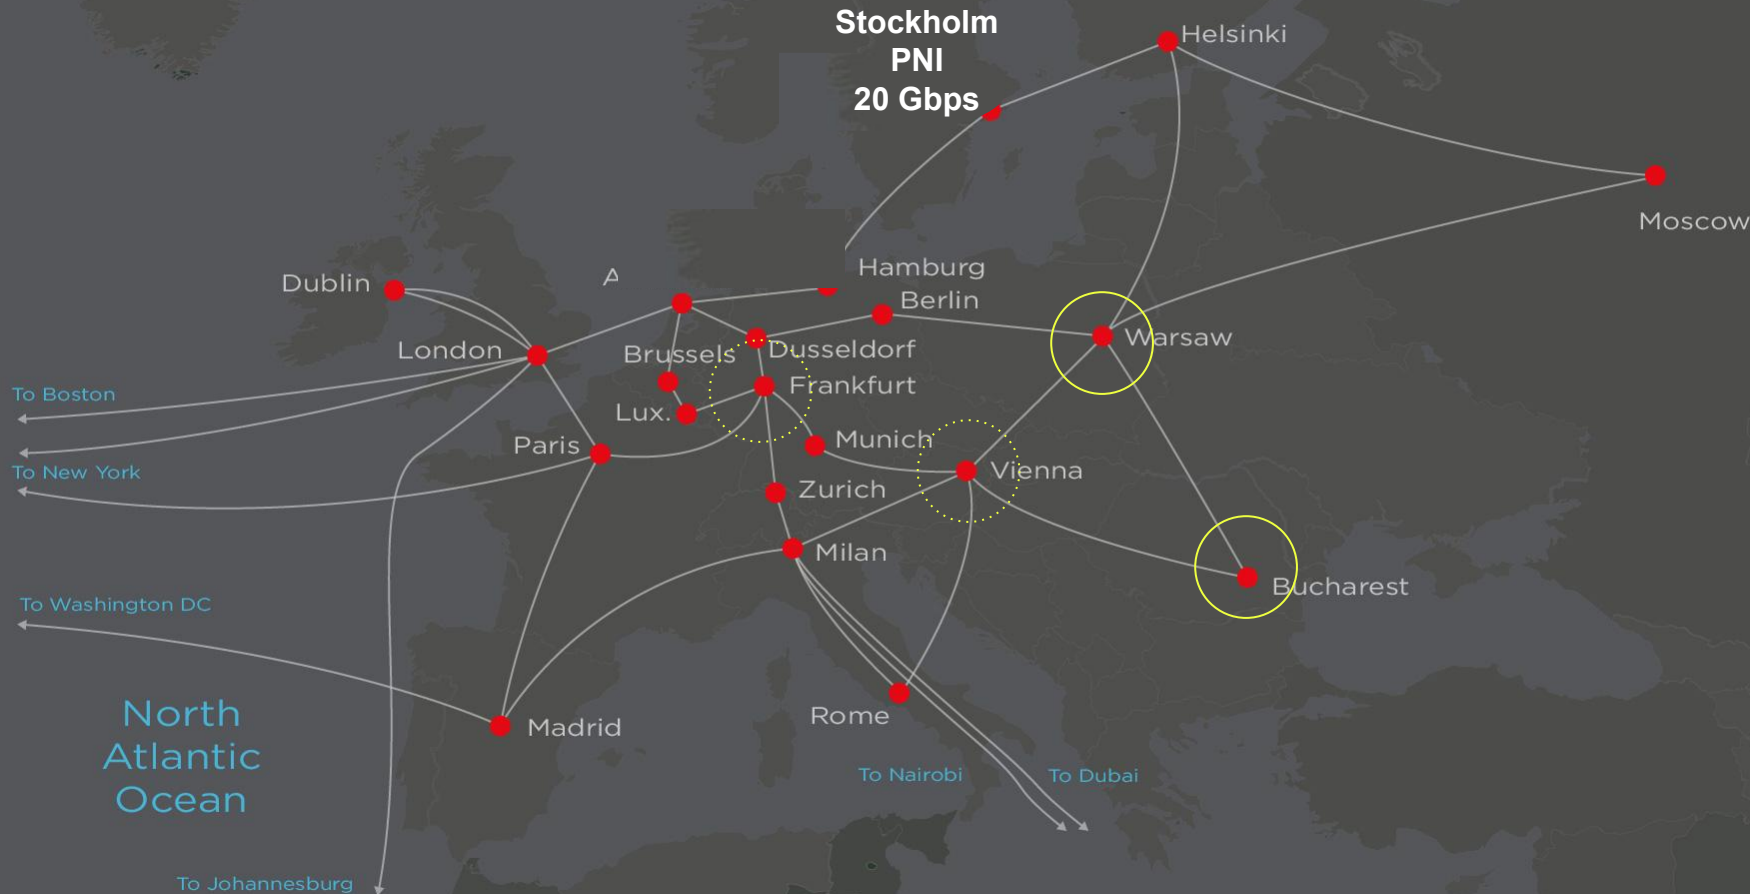 Stockholm
PNI
20 Gbps
Helsinki
Moscow
Hamburg
Dublin
A
Berlin
Warsaw
London
Brussels
Dusseldorf
Frankfurt
To Boston
Lux.
Paris
Munich
To New York
Vienna
Zurich
Milan
Bucharest
To Washington DC
North
Atlantic
Ocean
Madrid
Rome
To Nairobi
To Dubai
To Johannesburg